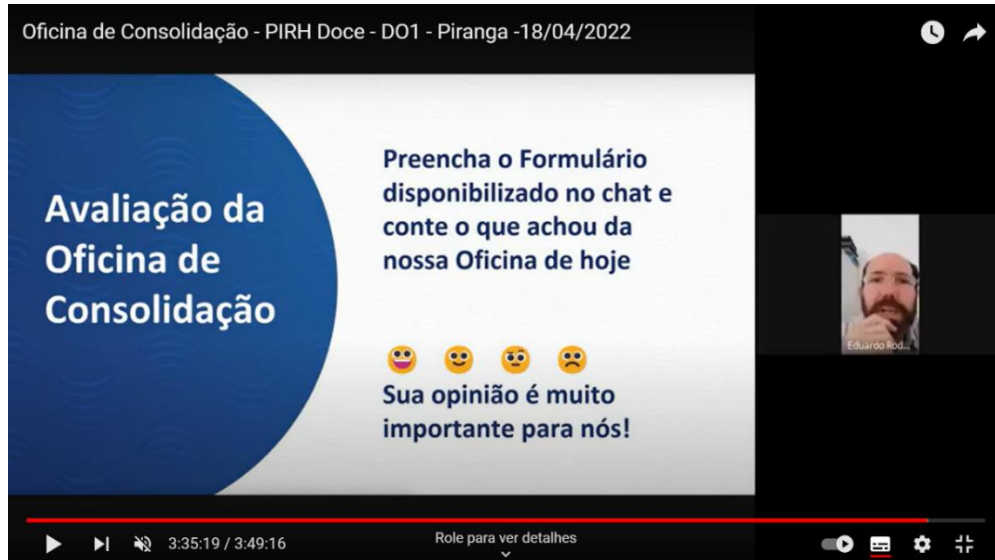 Oficina de Consolidação - PIRH Doce - DO1 - Piranga -18/04/2022
Avaliação da
Oficina de
Consolidação
Preencha o Formulário
disponibilizado no chat e
conte o que achou da
nossa Oficina de hoje
Sua opinião é muito
importante para nós!
Eduardo Rod...
3:35:19 / 3:49:16
Role para ver detalhes